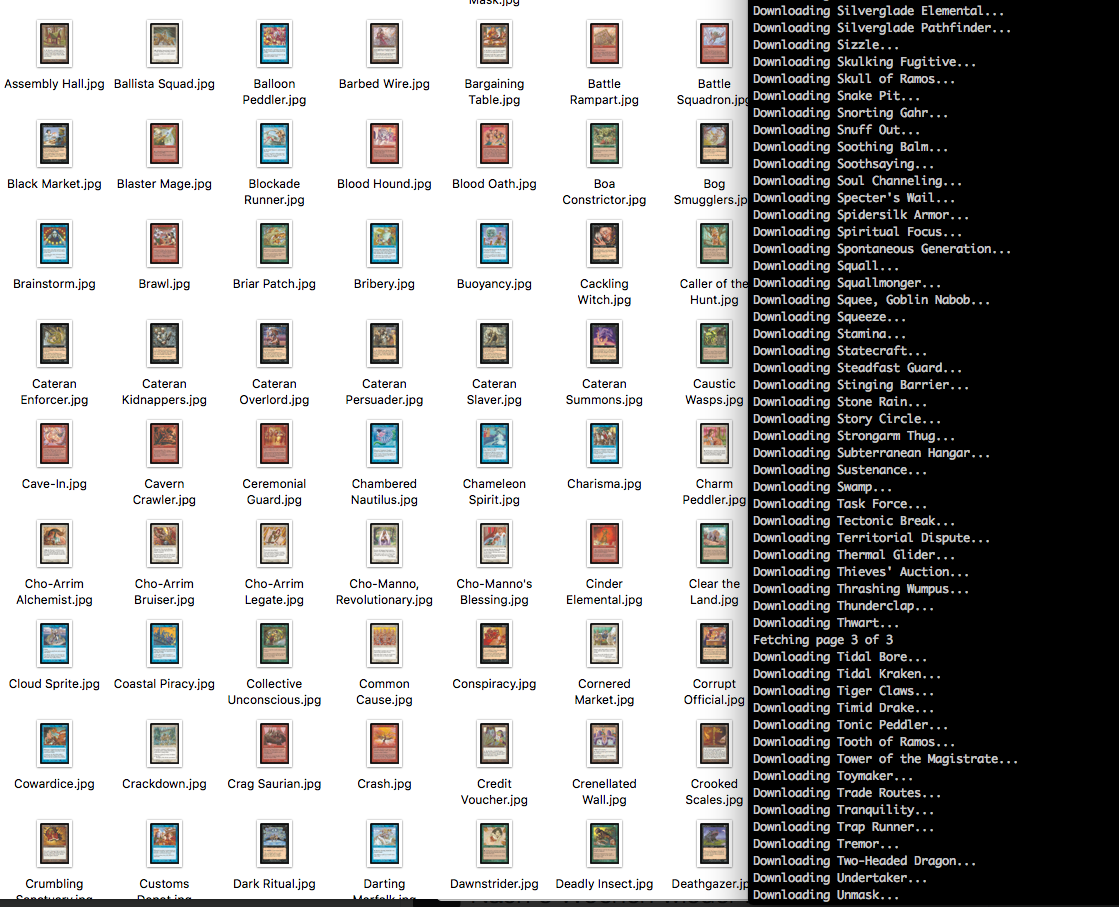 Mask.jpg
Assembly Hall.jpg
Ballista Squad.jpg
Balloon
Peddler.jpg
Barbed Wire.jpg
Bargaining
Table.jpg
Battle
Rampart.jpg
Battle
Squadron.jpg
Black Market.jpg
Blaster Mage.jpg
Blockade
Runner.jpg
Blood Hound.jpg
Blood Oath.jpg
Boa
Constrictor.jpg
Bog
Smugglers.jp
Brainstorm.jpg
Brawl.jpg
Briar Patch.jpg
Bribery.jpg
Buoyancy.jpg
Cackling
Witch.jpg
Caller of the
Hunt.jpg
Cateran
Enforcer.jpg
Cateran
Kidnappers.jpg
Cateran
Overlord.jpg
Cateran
Persuader.jpg
Cateran
Slaver.jpg
Cateran
Summons.jpg
Caustic
Wasps.jpg
Cave-In.jpg
Cavern
Crawler.jpg
Ceremonial
Guard.jpg
Chambered
Nautilus.jpg
Chameleon
Spirit.jpg
Charisma.jpg
Charm
Peddler.jpg
Cho-Arrim
Alchemist.jpg
Cho-Arrim
Bruiser.jpg
Cho-Arrim
Legate.jpg
Cho-Manno,
Revolutionary.jpg
Cho-Manno's
Blessing.jpg
Cinder
Elemental.jpg
Clear the
Land.jpg
Cloud Sprite.jpg
Coastal Piracy.jpg
Collective
Unconscious.jpg
Common
Cause.jpg
Conspiracy.jpg
Cornered
Market.jpg
Corrupt
Official.jpg
Cowardice.jpg
Crackdown.jpg
Crag Saurian.jpg
Crash.jpg
Credit
Voucher.jpg
Crenellated
Wall.jpg
Crooked
Scales.jpg
Crumbling
Customs
Dark Ritual.jpg
Darting
Dawnstrider.jpg
Deadly Insect.jpg
Deathgazer.jp
Downloading Silverglade Elemental...
Downloading Silverglade Pathfinder...
Downloading Sizzle...
Downloading Skulking Fugitive...
Downloading Skull of Ramos...
Downloading Snake Pit...
Downloading Snorting Gahr...
Downloading Snuff Out...
Downloading Soothing Balm...
Downloading Soothsaying...
Downloading Soul Channeling...
Downloading Specter's Wail...
Downloading Spidersilk Armor...
Downloading Spiritual Focus...
Downloading Spontaneous Generation...
Downloading Squall...
Downloading Squallmonger...
Downloading Squee, Goblin Nabob...
Downloading Squeeze...
Downloading Stamina...
Downloading Statecraft...
Downloading Steadfast Guard...
Downloading Stinging Barrier...
Downloading Stone Rain...
Downloading Story Circle...
Downloading Strongarm Thug...
Downloading Subterranean Hangar...
Downloading Sustenance...
Downloading Swamp...
Downloading Task Force...
Downloading Tectonic Break...
Downloading Territorial Dispute...
Downloading Thermal Glider...
Downloading Thieves' Auction...
Downloading Thrashing Wumpus...
Downloading Thunderclap...
Downloading Thwart...
Fetching page 3 of 3
Downloading Tidal Bore...
Downloading Tidal Kraken...
Downloading Tiger Claws...
Downloading Timid Drake...
Downloading Tonic Peddler...
Downloading Tooth of Ramos...
Downloading Tower of the Magistrate...
Downloading Toymaker...
Downloading Trade Routes...
Downloading Tranquility...
Downloading Trap Runner...
Downloading Tremor...
Downloading Two-Headed Dragon...
Downloading Undertaker...
Downloading Unmask...